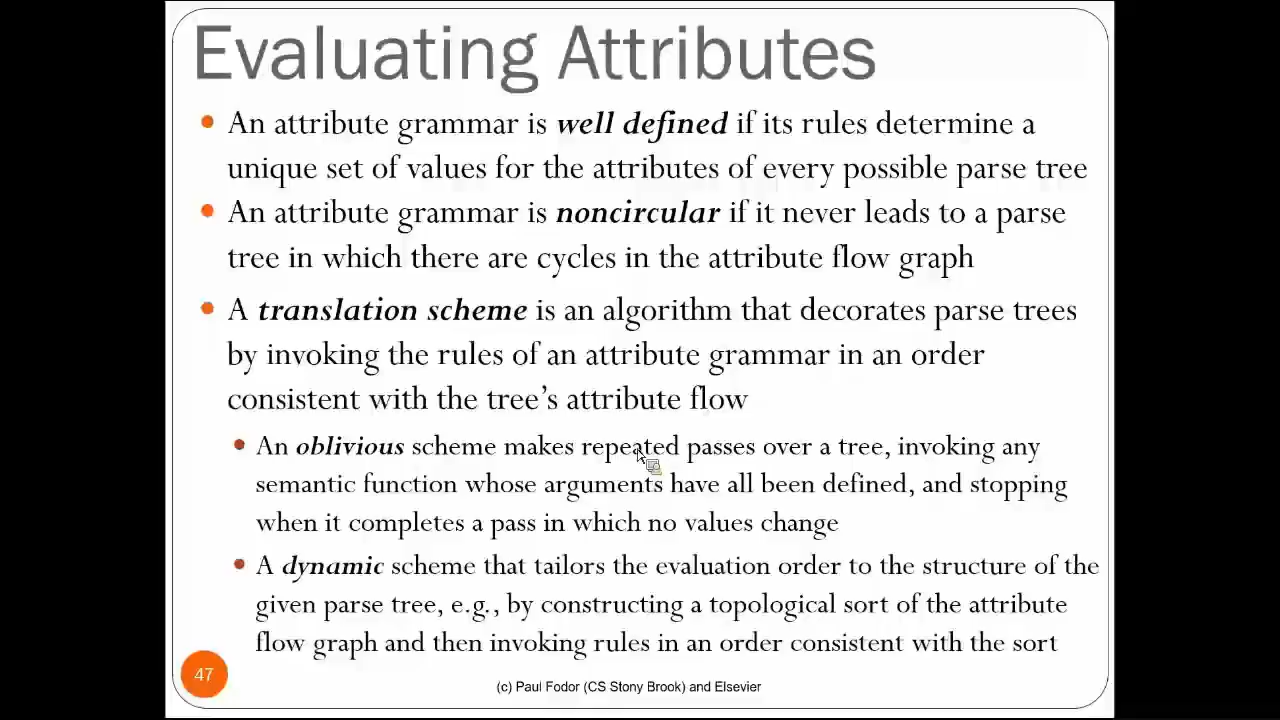 Evaluating Attributes
• An attribute grammar is well defined if its rules determine a
unique set of values for the attributes of every possible parse tree
• An attribute grammar is noncircular if it never leads to a parse
tree in which there are cycles in the attribute flow graph
• A translation scheme is an algorithm that decorates parse trees
by invoking the rules of an attribute grammar in an order
consistent with the tree’s attribute flow
• An oblivious scheme makes repeated passes over a tree, invoking any
semantic function whose arguments have all been defined, and stopping
when it completes a pass in which no values change
• A dynamic scheme that tailors the evaluation order to the structure of the
given parse tree, e.g., by constructing a topological sort of the attribute
flow graph and then invoking rules in an order consistent with the sort
47
(c) Paul Fodor (CS Stony Brook) and Elsevier